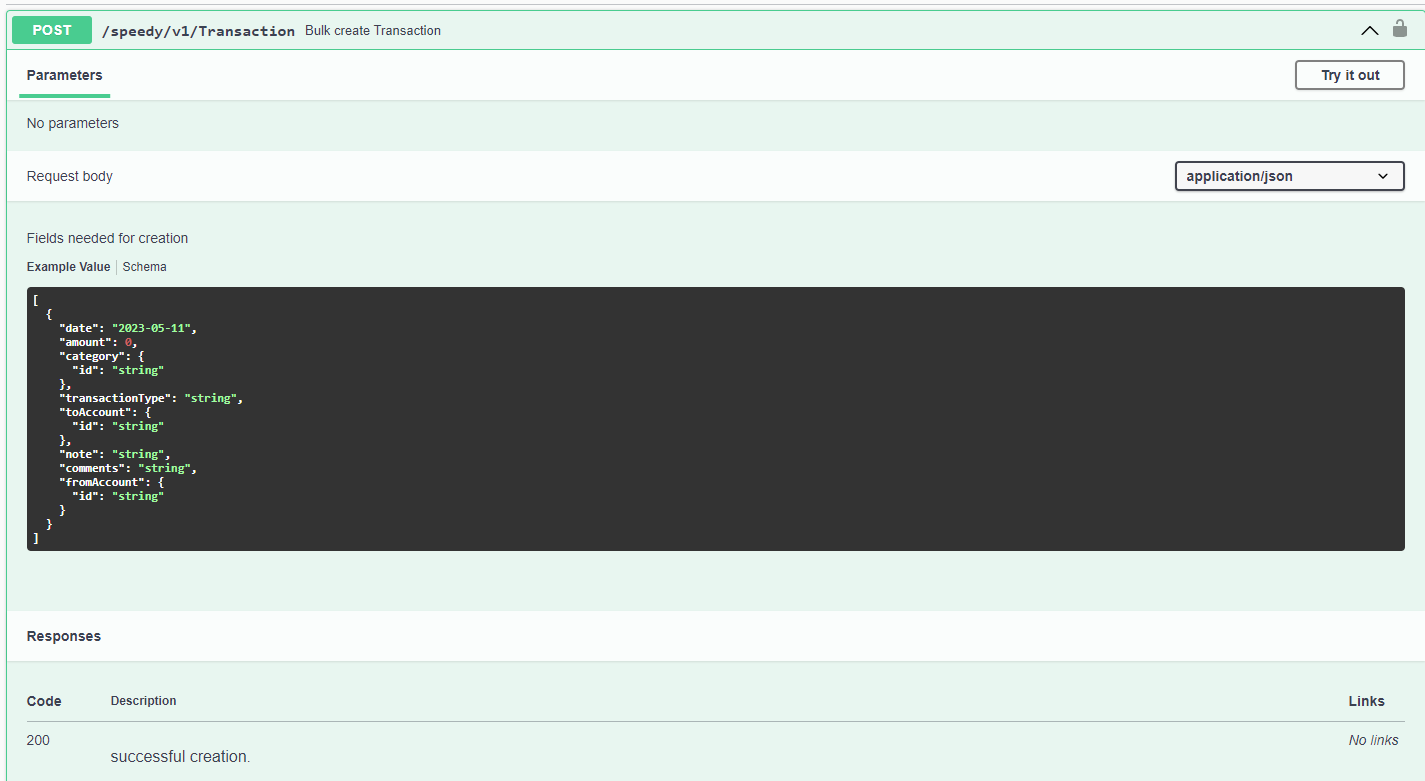 POST /speedy/v1/Transaction Bulk create Transaction
Parameters
Try it out
No parameters
Request body
application/json
Fields needed for creation
Example Value Schema
[
  {
    "date": "2023-05-11",
    "amount": 0,
    "category": {
      "id": "string"
    },
    "transactionType": "string",
    "toAccount": {
      "id": "string"
    },
    "note": "string",
    "comments": "string",
    "fromAccount": {
      "id": "string"
    }
  }
]
Responses
Code Description Links
200 No links
successful creation.